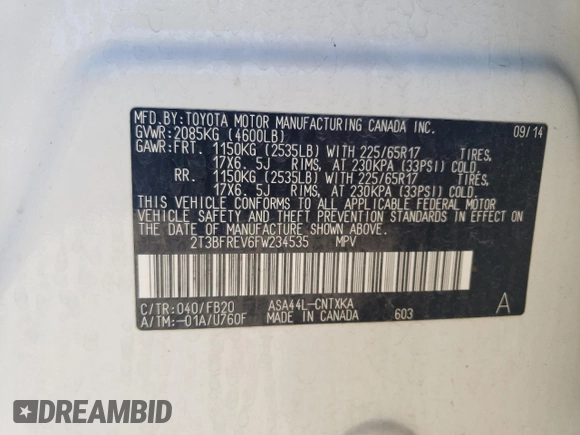 MFD.BY:TOYOTA MOTOR MANUFACTURING CANADA INC.
GVWR:2085KG (4600LB) 09/14
GAWR:FRT. 1150KG (2535LB) WITH 225/65R17 TIRES,
17X6.5J RIMS, AT 230KPA (33PSI) COLD.
RR. 1150KG (2535LB) WITH 225/65R17 TIRES,
17X6.5J RIMS, AT 230KPA (33PSI) COLD.
THIS VEHICLE CONFORMS TO ALL APPLICABLE FEDERAL MOTOR
VEHICLE SAFETY AND THEFT PREVENTION STANDARDS IN EFFECT ON
THE DATE OF MANUFACTURE SHOWN ABOVE.
2T3BFREV6FW234535 MPV
C/TR:040/FB20 ASA44L-CNTXKA A
A/TM:-01A/U760F MADE IN CANADA 603
DREAMBID